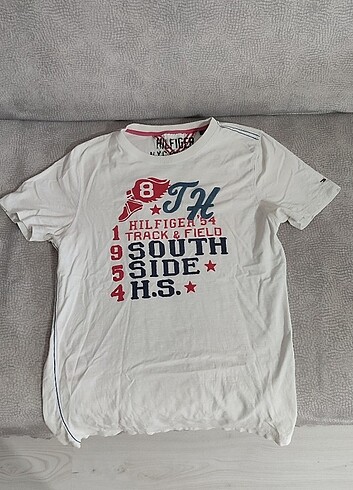 HILFIGER
8 TH
1 HILFIGER'S 54
TRACK & FIELD
9 SOUTH
5 SIDE
4 H.S.